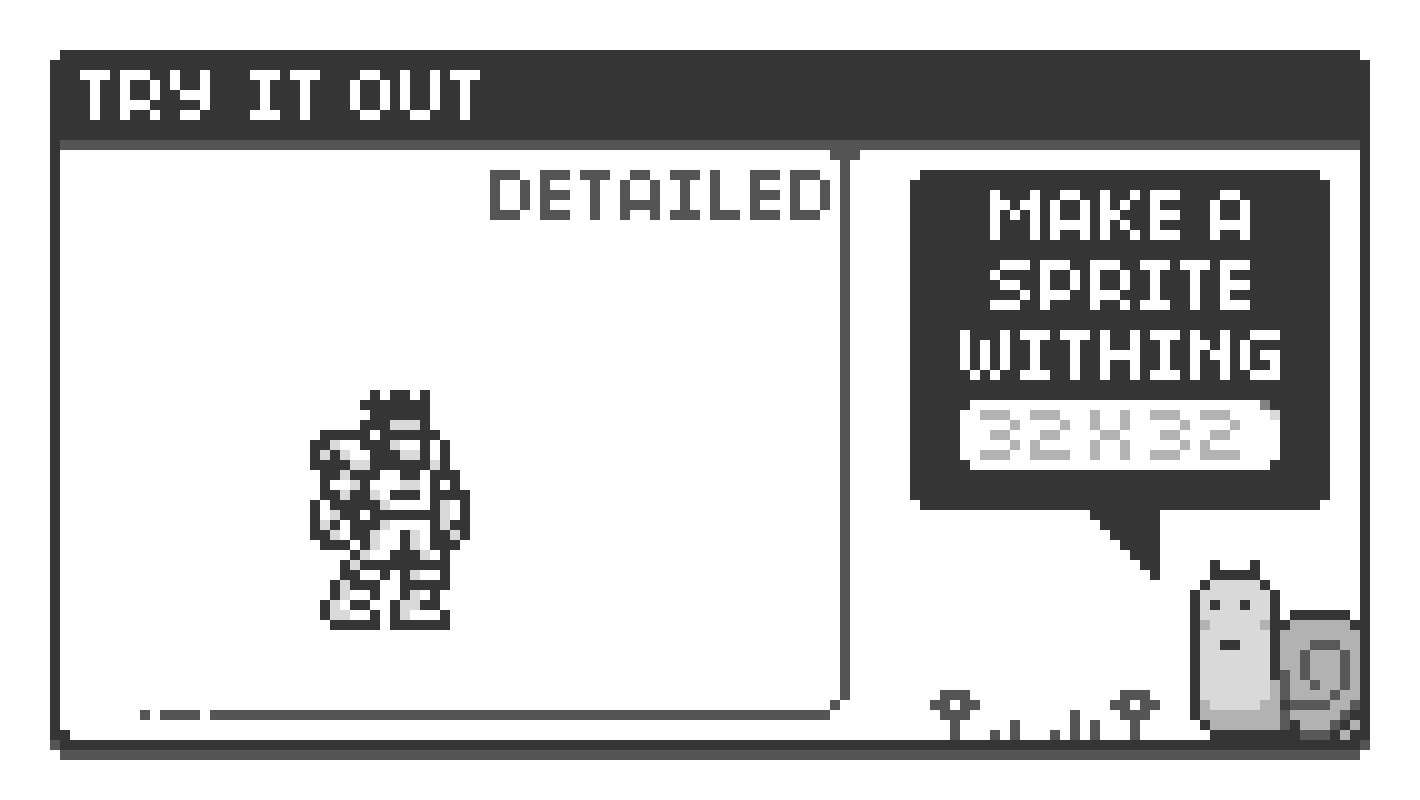 TRY IT OUT
DETAILED
MAKE A
SPRITE
WITHING
32X32